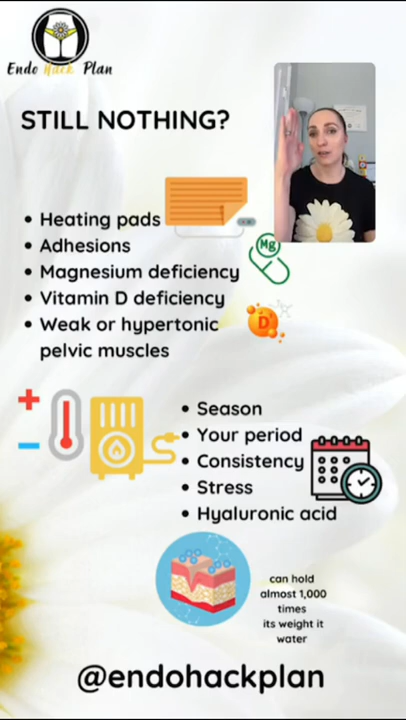 Endo Hack Plan
STILL NOTHING?
• Heating pads
• Adhesions
Mg
• Magnesium deficiency
• Vitamin D deficiency
• Weak or hypertonic
pelvic muscles
D
• Season
• Your period
• Consistency
• Stress
• Hyaluronic acid
can hold
almost 1,000
times
its weight it
water
@endohackplan